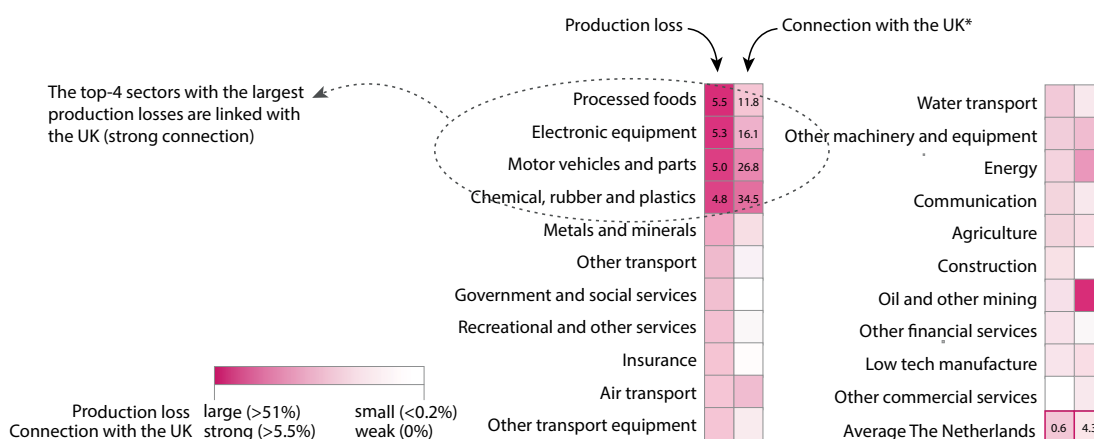 Production loss
Connection with the UK*
The top-4 sectors with the largest
production losses are linked with
the UK (strong connection)
Processed foods 5.5 11.8
Electronic equipment 5.3 16.1
Motor vehicles and parts 5.0 26.8
Chemical, rubber and plastics 4.8 34.5
Metals and minerals
Other transport
Government and social services
Recreational and other services
Insurance
Air transport
Other transport equipment
Water transport
Other machinery and equipment
Energy
Communication
Agriculture
Construction
Oil and other mining
Other financial services
Low tech manufacture
Other commercial services
Average The Netherlands 0.6 4.3
Production loss large (>51%) small (<0.2%)
Connection with the UK strong (>5.5%) weak (0%)